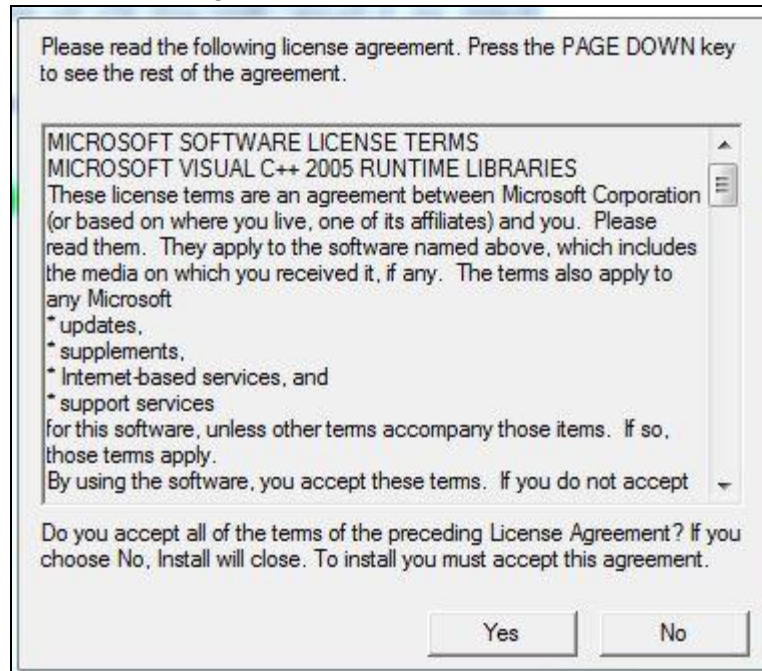 Please read the following license agreement. Press the PAGE DOWN key
to see the rest of the agreement.
MICROSOFT SOFTWARE LICENSE TERMS
MICROSOFT VISUAL C++ 2005 RUNTIME LIBRARIES
These license terms are an agreement between Microsoft Corporation
(or based on where you live, one of its affiliates) and you. Please
read them. They apply to the software named above, which includes
the media on which you received it, if any. The terms also apply to
any Microsoft
* updates,
* supplements,
* Internet-based services, and
* support services
for this software, unless other terms accompany those items. If so,
those terms apply.
By using the software, you accept these terms. If you do not accept
Do you accept all of the terms of the preceding License Agreement? If you
choose No, Install will close. To install you must accept this agreement.
Yes
No